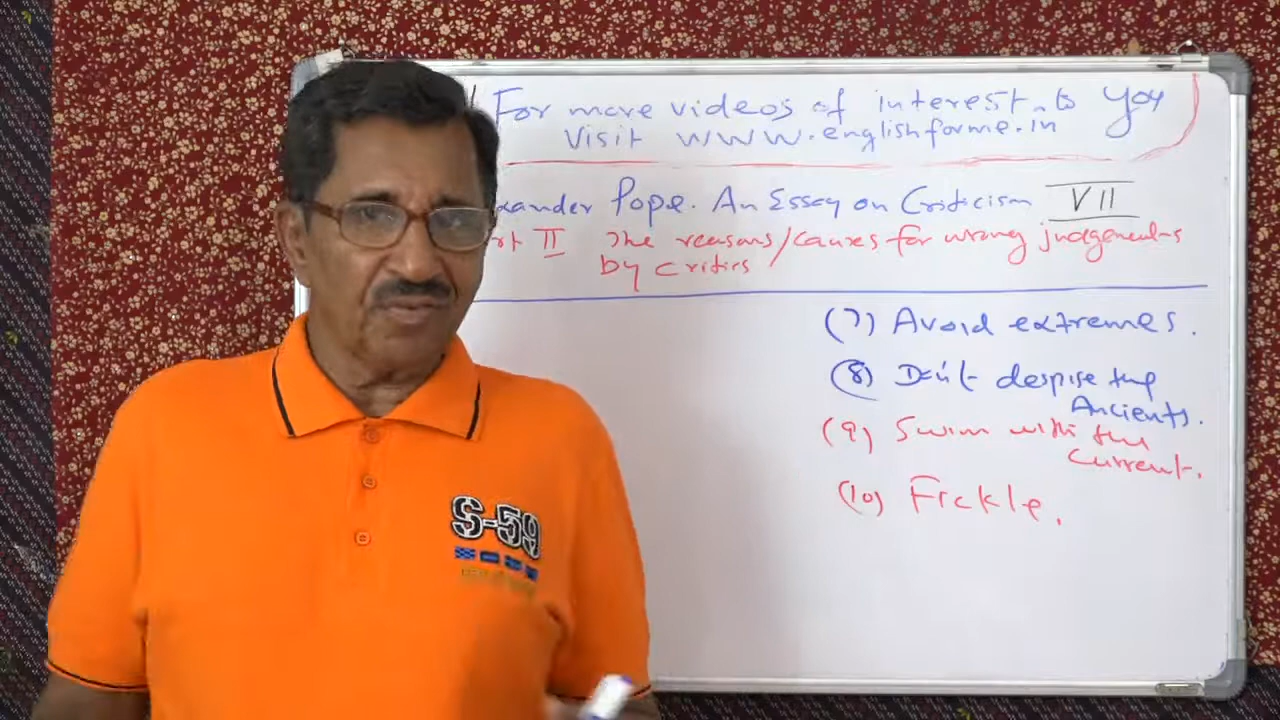 For more videos of interest to you
Visit www.englishforme.in
xander Pope. An Essay on Criticism VII
rt II The reasons/causes for wrong judgements
by critics
(7) Avoid extremes.
(8) Don't despise the
Ancients.
(9) Swim with the
Current.
(10) Fickle.
S-59